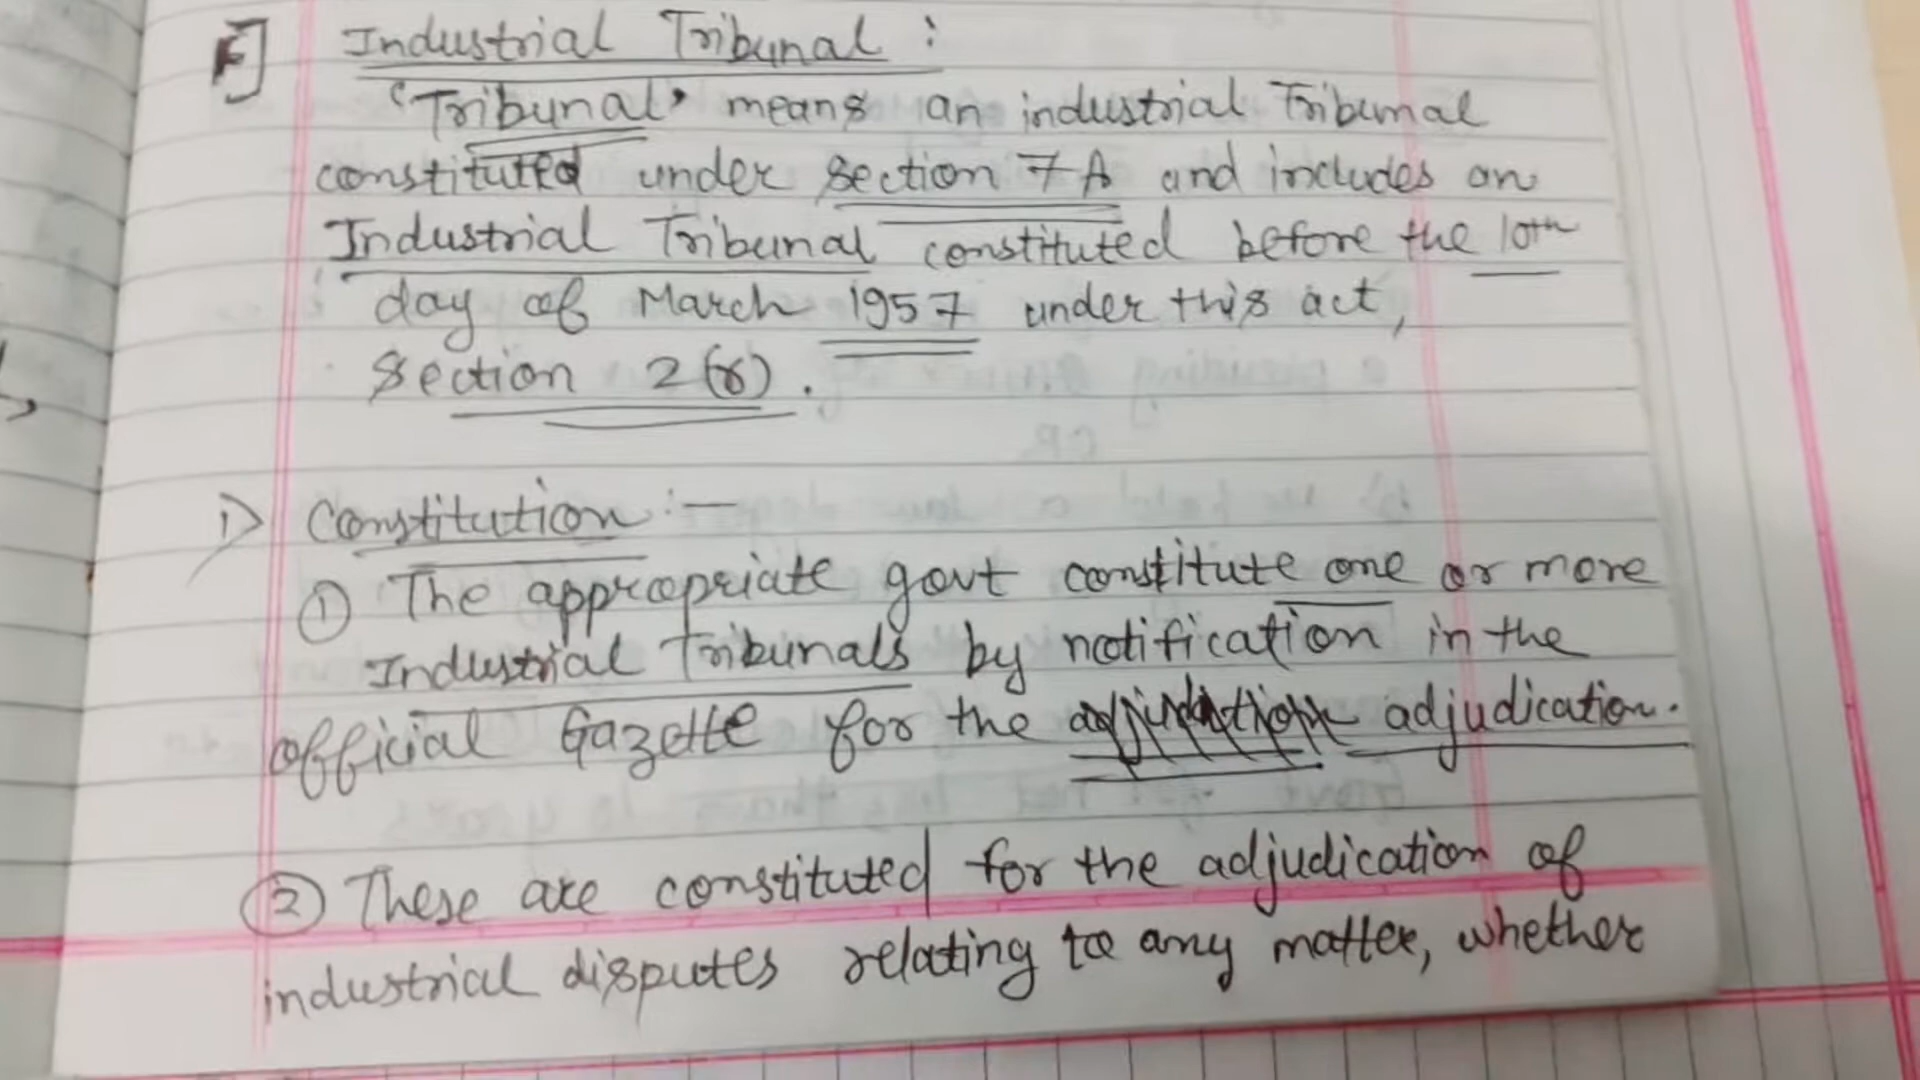 F] Industrial Tribunal :
'Tribunal' means an industrial Tribunal
constituted under section 7A and includes an
Industrial Tribunal constituted before the 10th
day of March 1957 under this act,
section 2(r).
1) Constitution :-
① The appropriate govt constitute one or more
Industrial Tribunals by notification in the
official Gazette for the adjudication.
② These are constituted for the adjudication of
industrial disputes relating to any matter, whether